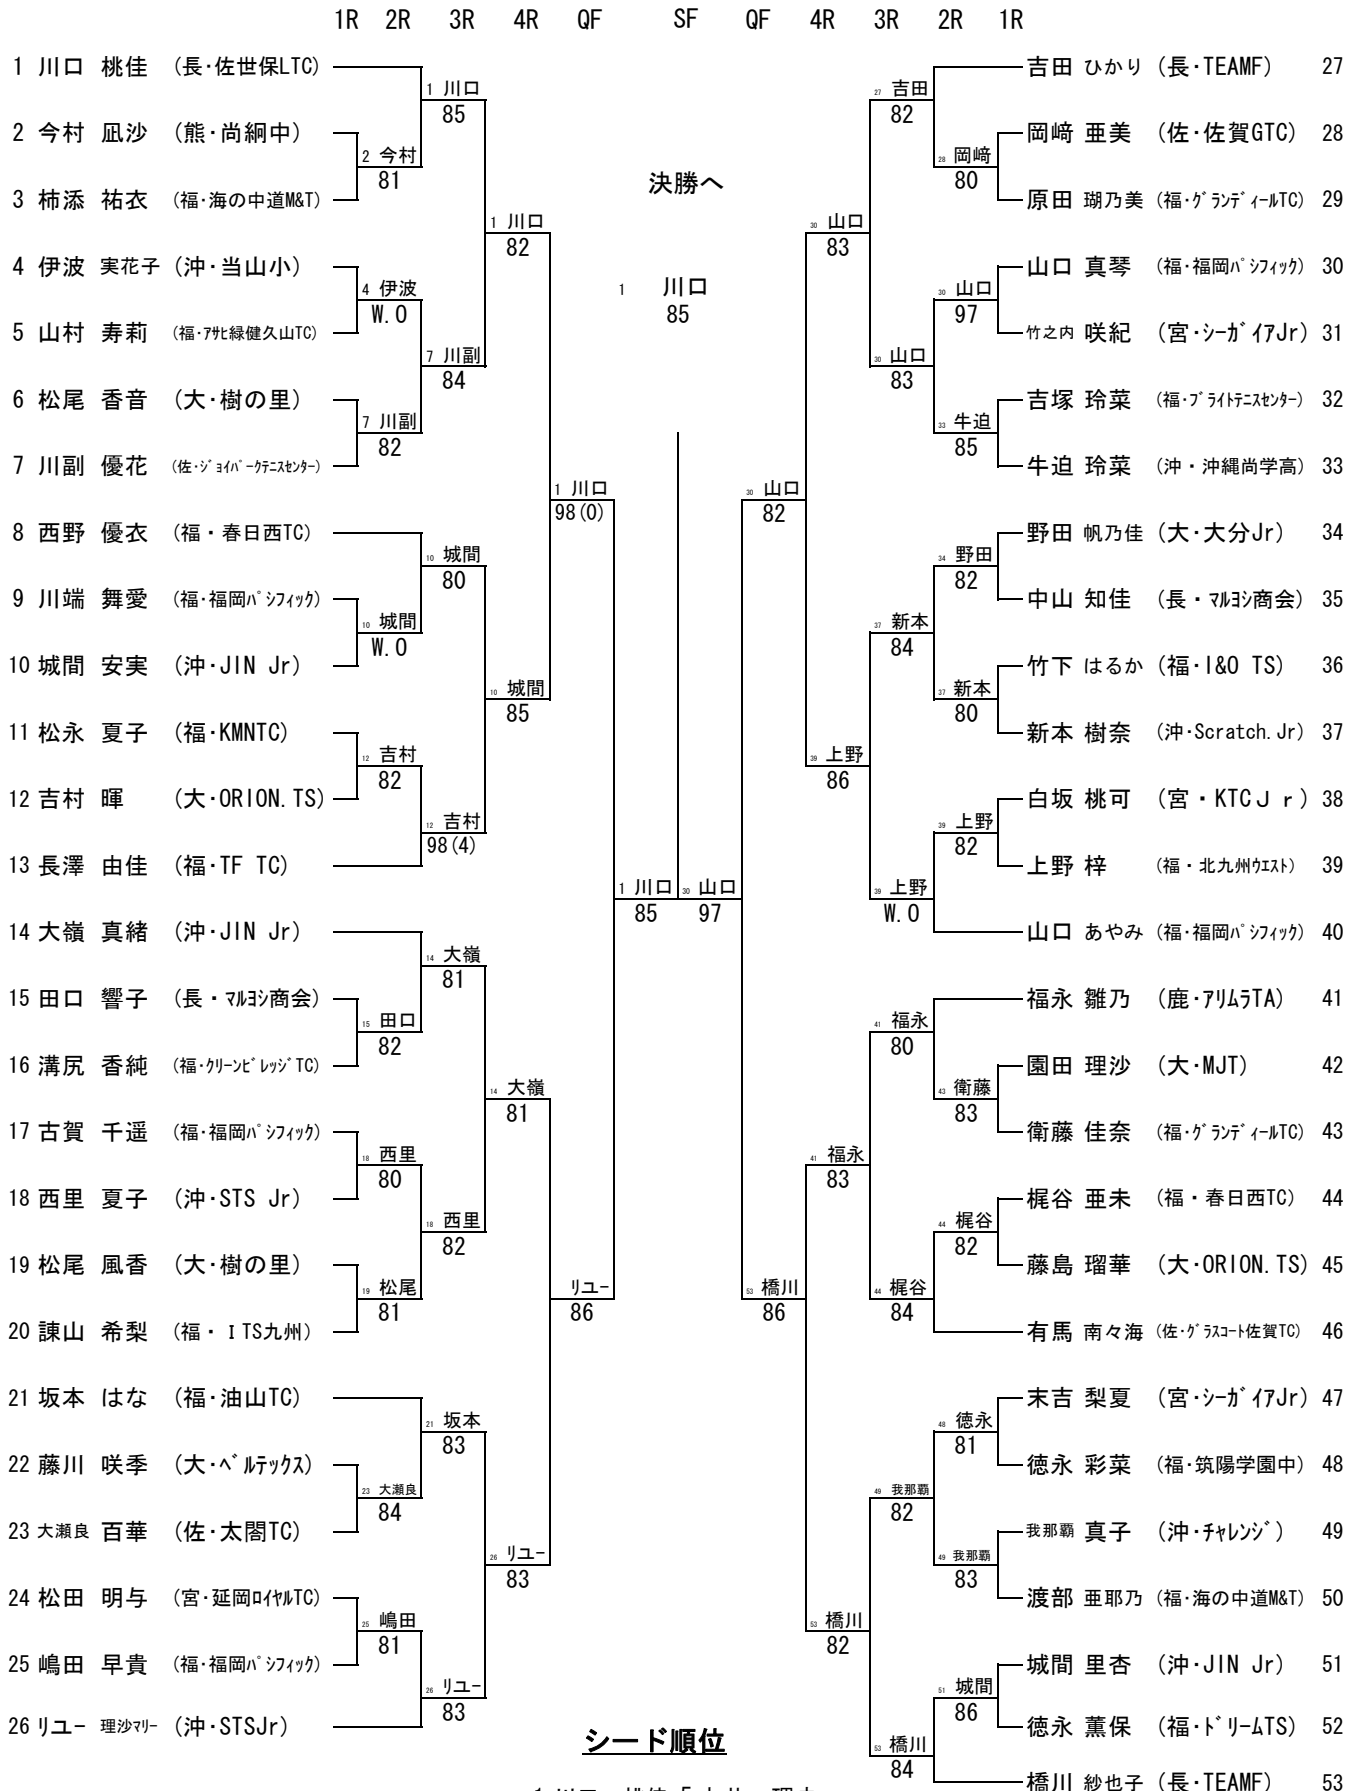 1R 2R 3R 4R QF SF QF 4R 3R 2R 1R
1 川口 桃佳 (長・佐世保LTC)
2 今村 凪沙 (熊・尚絅中)
3 柿添 祐衣 (福・海の中道M&T)
4 伊波 実花子 (沖・当山小)
5 山村 寿莉 (福・アサヒ緑健久山TC)
6 松尾 香音 (大・樹の里)
7 川副 優花 (佐・ジョイパークテニスセンター)
8 西野 優衣 (福・春日西TC)
9 川端 舞愛 (福・福岡パシフィック)
10 城間 安実 (沖・JIN Jr)
11 松永 夏子 (福・KMNTC)
12 吉村 暉 (大・ORION.TS)
13 長澤 由佳 (福・TF TC)
14 大嶺 真緒 (沖・JIN Jr)
15 田口 響子 (長・マルヨシ商会)
16 溝尻 香純 (福・クリーンビレッジTC)
17 古賀 千遥 (福・福岡パシフィック)
18 西里 夏子 (沖・STS Jr)
19 松尾 風香 (大・樹の里)
20 諌山 希梨 (福・ITS九州)
21 坂本 はな (福・油山TC)
22 藤川 咲季 (大・ベルテックス)
23 大瀬良 百華 (佐・太閤TC)
24 松田 明与 (宮・延岡ロイヤルTC)
25 嶋田 早貴 (福・福岡パシフィック)
26 リユー 理沙マリー (沖・STSJr)
2 今村
81
4 伊波
W.O
7 川副
82
10 城間
W.O
12 吉村
82
15 田口
82
18 西里
80
19 松尾
81
23 大瀬良
84
25 嶋田
81
1 川口
85
7 川副
84
10 城間
80
12 吉村
98(4)
14 大嶺
81
18 西里
82
21 坂本
83
26 リユー
83
1 川口
82
10 城間
85
14 大嶺
81
26 リユー
83
1 川口
98(0)
リユー
86
1 川口
85
決勝へ
1 川口
85
30 山口
97
30 山口
82
53 橋川
86
30 山口
83
39 上野
86
41 福永
83
53 橋川
82
27 吉田
82
30 山口
83
37 新本
84
39 上野
W.O
41 福永
80
44 梶谷
84
49 我那覇
82
53 橋川
84
28 岡﨑
80
30 山口
97
33 牛迫
85
34 野田
82
37 新本
80
39 上野
82
43 衛藤
83
44 梶谷
82
48 徳永
81
49 我那覇
83
51 城間
86
吉田 ひかり (長・TEAMF) 27
岡﨑 亜美 (佐・佐賀GTC) 28
原田 瑚乃美 (福・グランディールTC) 29
山口 真琴 (福・福岡パシフィック) 30
竹之内 咲紀 (宮・シーガイアJr) 31
吉塚 玲菜 (福・ブライトテニスセンター) 32
牛迫 玲菜 (沖・沖縄尚学高) 33
野田 帆乃佳 (大・大分Jr) 34
中山 知佳 (長・マルヨシ商会) 35
竹下 はるか (福・I&O TS) 36
新本 樹奈 (沖・Scratch.Jr) 37
白坂 桃可 (宮・KTCJr) 38
上野 梓 (福・北九州ウエスト) 39
山口 あやみ (福・福岡パシフィック) 40
福永 雛乃 (鹿・アリムラTA) 41
園田 理沙 (大・MJT) 42
衛藤 佳奈 (福・グランディールTC) 43
梶谷 亜未 (福・春日西TC) 44
藤島 瑠華 (大・ORION.TS) 45
有馬 南々海 (佐・グラスコート佐賀TC) 46
末吉 梨夏 (宮・シーガイアJr) 47
徳永 彩菜 (福・筑陽学園中) 48
我那覇 真子 (沖・チャレンジ) 49
渡部 亜耶乃 (福・海の中道M&T) 50
城間 里杏 (沖・JIN Jr) 51
徳永 薫保 (福・ドリームTS) 52
橋川 紗也子 (長・TEAMF) 53
シード順位